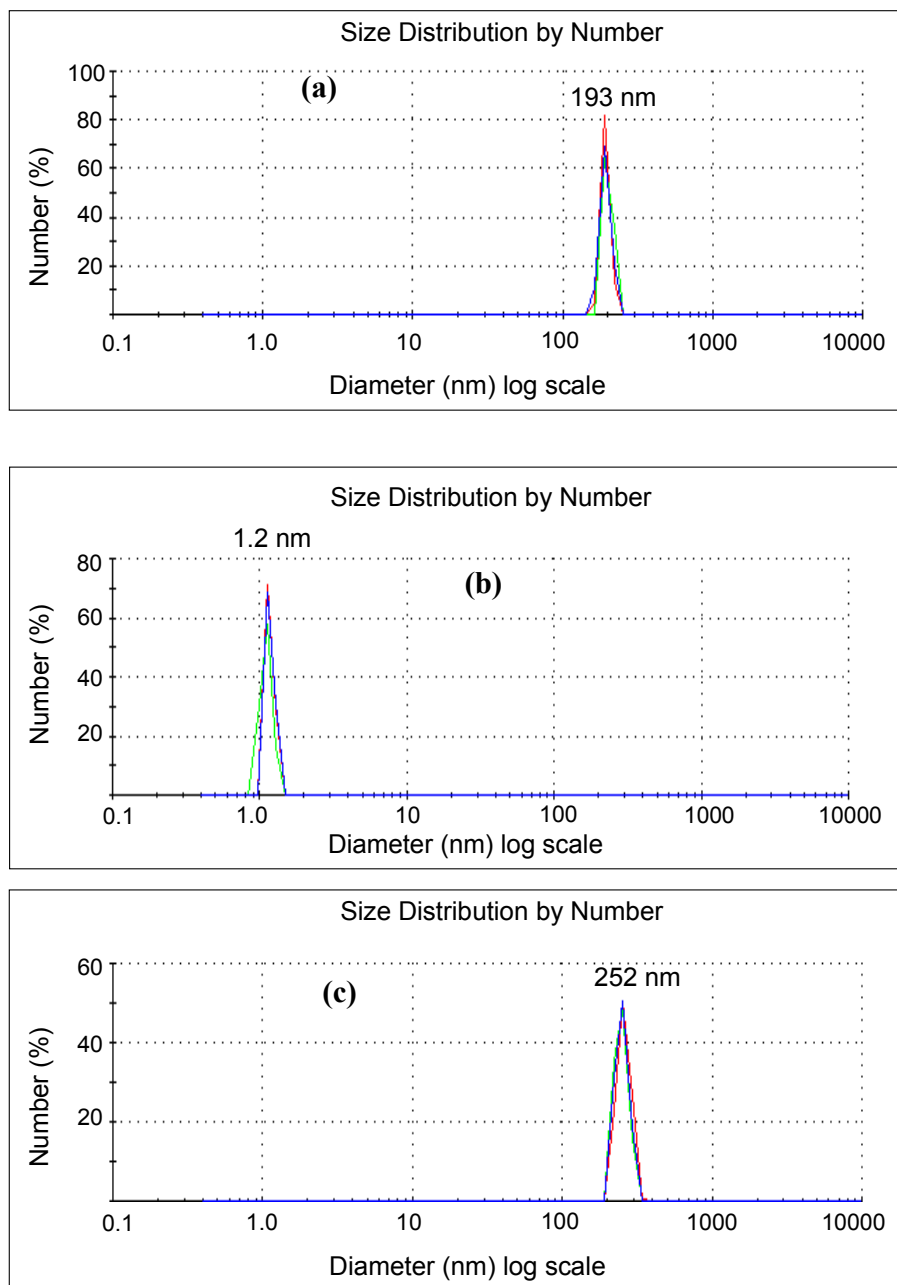 Size Distribution by Number
(a)
193 nm
100
80
60
40
20
Number (%)
0.1 1.0 10 100 1000 10000
Diameter (nm) log scale
Size Distribution by Number
1.2 nm
(b)
80
60
40
20
Number (%)
0.1 1.0 10 100 1000 10000
Diameter (nm) log scale
Size Distribution by Number
(c)
252 nm
60
40
20
Number (%)
0.1 1.0 10 100 1000 10000
Diameter (nm) log scale